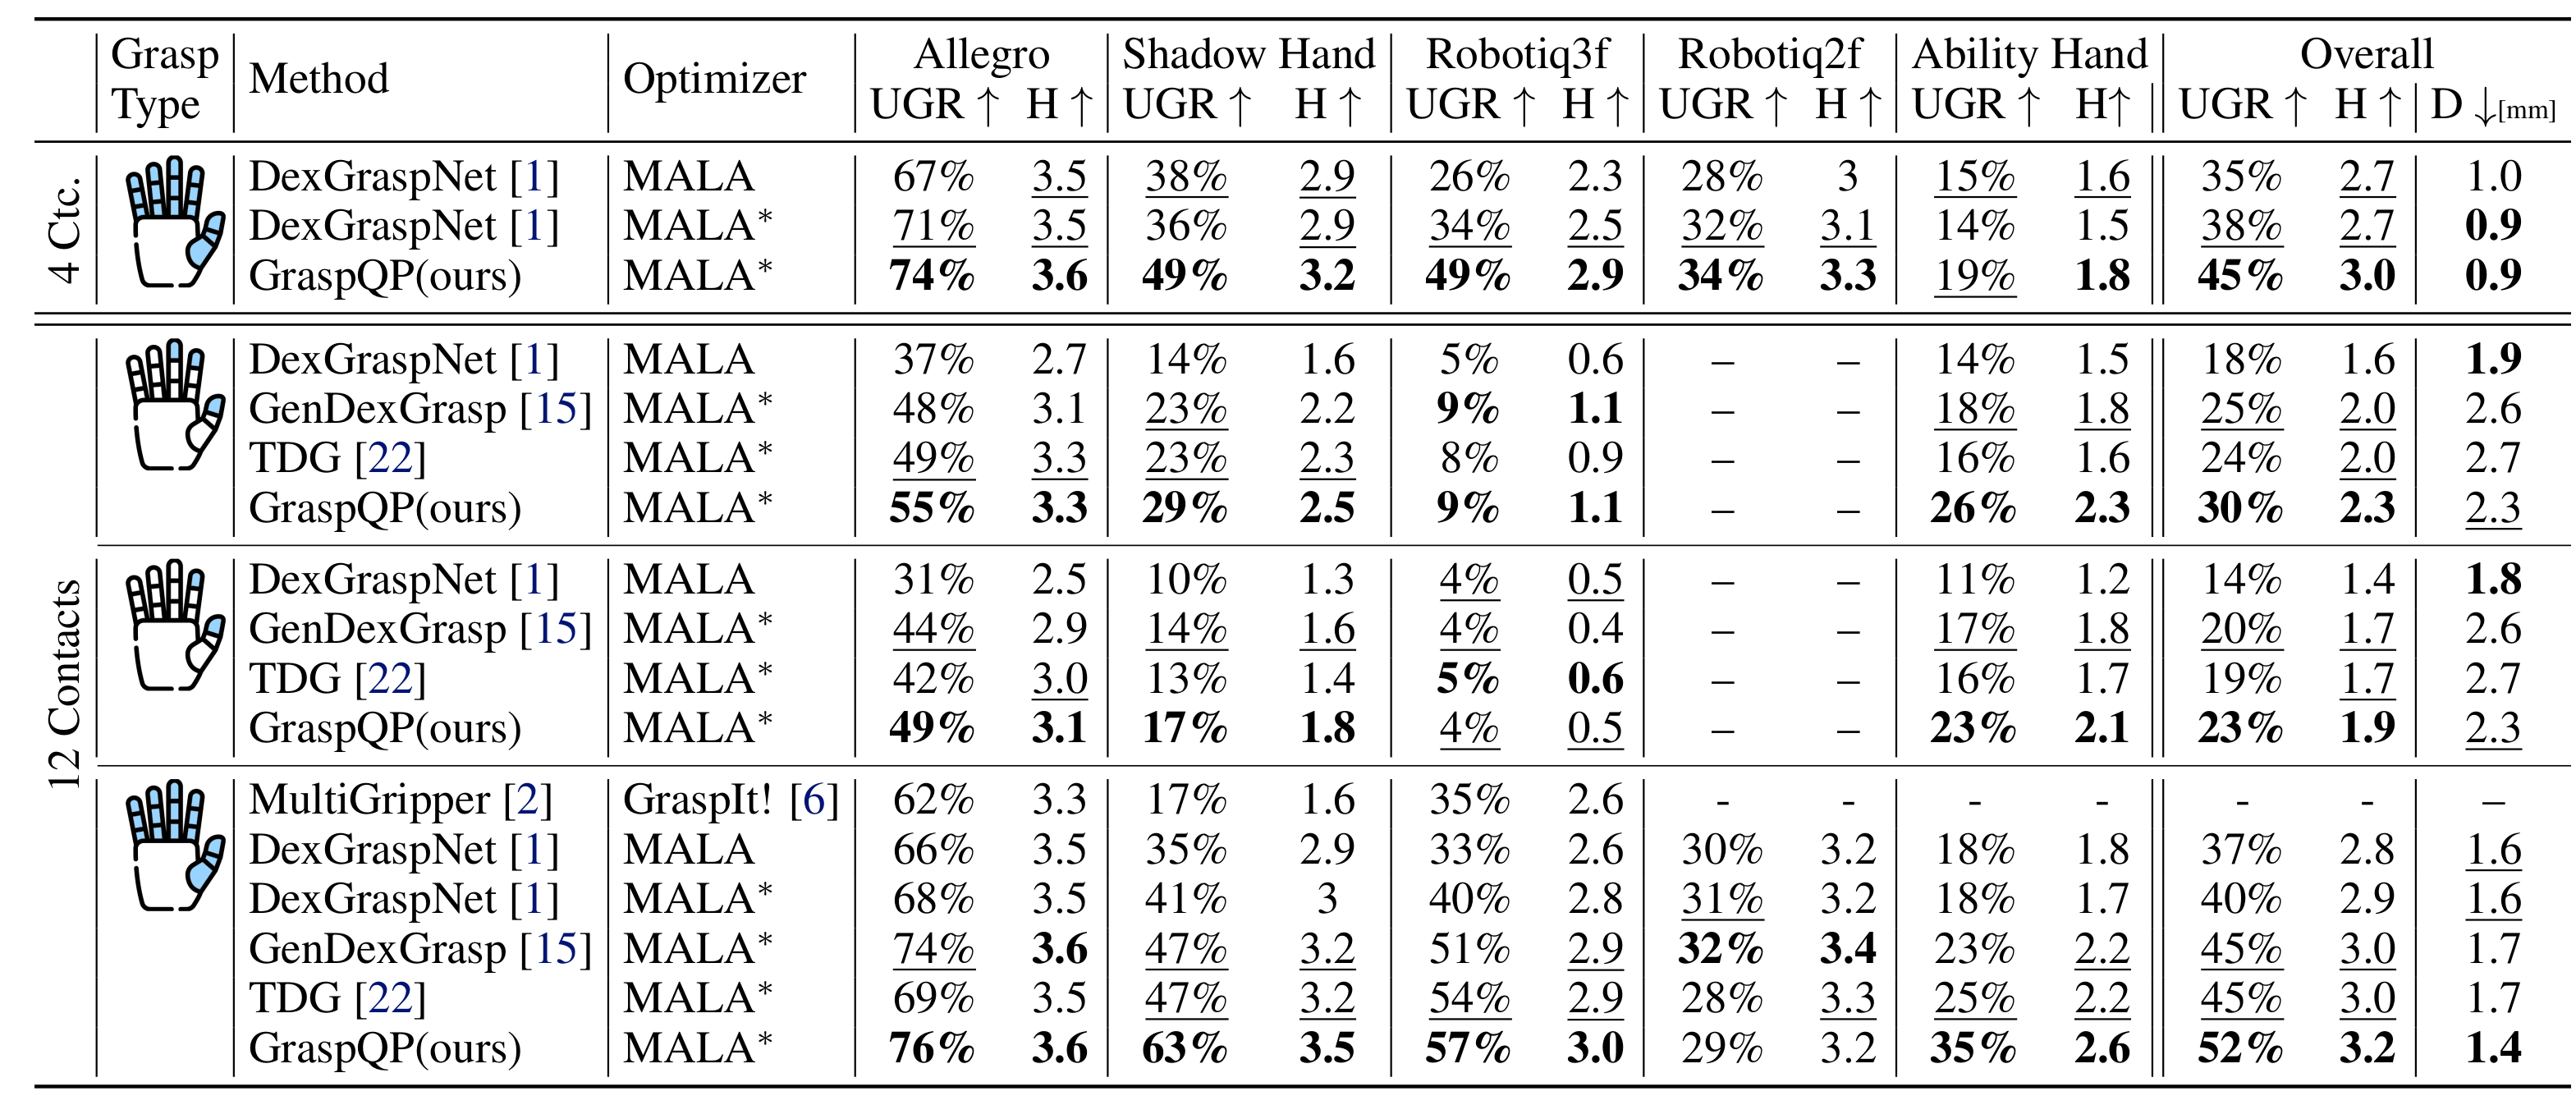 Grasp Type | Method | Optimizer | Allegro | Shadow Hand | Robotiq3f | Robotiq2f | Ability Hand | Overall
UGR ↑ H ↑ | UGR ↑ H ↑ | UGR ↑ H ↑ | UGR ↑ H ↑ | UGR ↑ H↑ | UGR ↑ H ↑ | D ↓[mm]
4 Ctc.
DexGraspNet [1] MALA 67% 3.5 38% 2.9 26% 2.3 28% 3 15% 1.6 35% 2.7 1.0
DexGraspNet [1] MALA* 71% 3.5 36% 2.9 34% 2.5 32% 3.1 14% 1.5 38% 2.7 0.9
GraspQP(ours) MALA* 74% 3.6 49% 3.2 49% 2.9 34% 3.3 19% 1.8 45% 3.0 0.9
12 Contacts
DexGraspNet [1] MALA 37% 2.7 14% 1.6 5% 0.6 – – 14% 1.5 18% 1.6 1.9
GenDexGrasp [15] MALA* 48% 3.1 23% 2.2 9% 1.1 – – 18% 1.8 25% 2.0 2.6
TDG [22] MALA* 49% 3.3 23% 2.3 8% 0.9 – – 16% 1.6 24% 2.0 2.7
GraspQP(ours) MALA* 55% 3.3 29% 2.5 9% 1.1 – – 26% 2.3 30% 2.3 2.3
DexGraspNet [1] MALA 31% 2.5 10% 1.3 4% 0.5 – – 11% 1.2 14% 1.4 1.8
GenDexGrasp [15] MALA* 44% 2.9 14% 1.6 4% 0.4 – – 17% 1.8 20% 1.7 2.6
TDG [22] MALA* 42% 3.0 13% 1.4 5% 0.6 – – 16% 1.7 19% 1.7 2.7
GraspQP(ours) MALA* 49% 3.1 17% 1.8 4% 0.5 – – 23% 2.1 23% 1.9 2.3
MultiGripper [2] GraspIt! [6] 62% 3.3 17% 1.6 35% 2.6 - - - - - - –
DexGraspNet [1] MALA 66% 3.5 35% 2.9 33% 2.6 30% 3.2 18% 1.8 37% 2.8 1.6
DexGraspNet [1] MALA* 68% 3.5 41% 3 40% 2.8 31% 3.2 18% 1.7 40% 2.9 1.6
GenDexGrasp [15] MALA* 74% 3.6 47% 3.2 51% 2.9 32% 3.4 23% 2.2 45% 3.0 1.7
TDG [22] MALA* 69% 3.5 47% 3.2 54% 2.9 28% 3.3 25% 2.2 45% 3.0 1.7
GraspQP(ours) MALA* 76% 3.6 63% 3.5 57% 3.0 29% 3.2 35% 2.6 52% 3.2 1.4